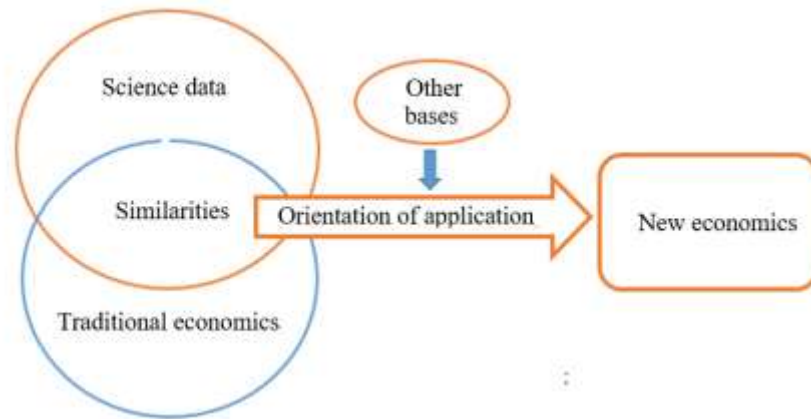 Science data
Other
bases
Similarities
Orientation of application
New economics
Traditional economics
: